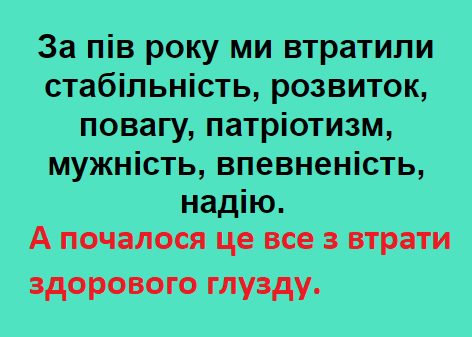 За пів року ми втратили
стабільність, розвиток,
повагу, патріотизм,
мужність, впевненість,
надію.
А почалося це все з втрати
здорового глузду.